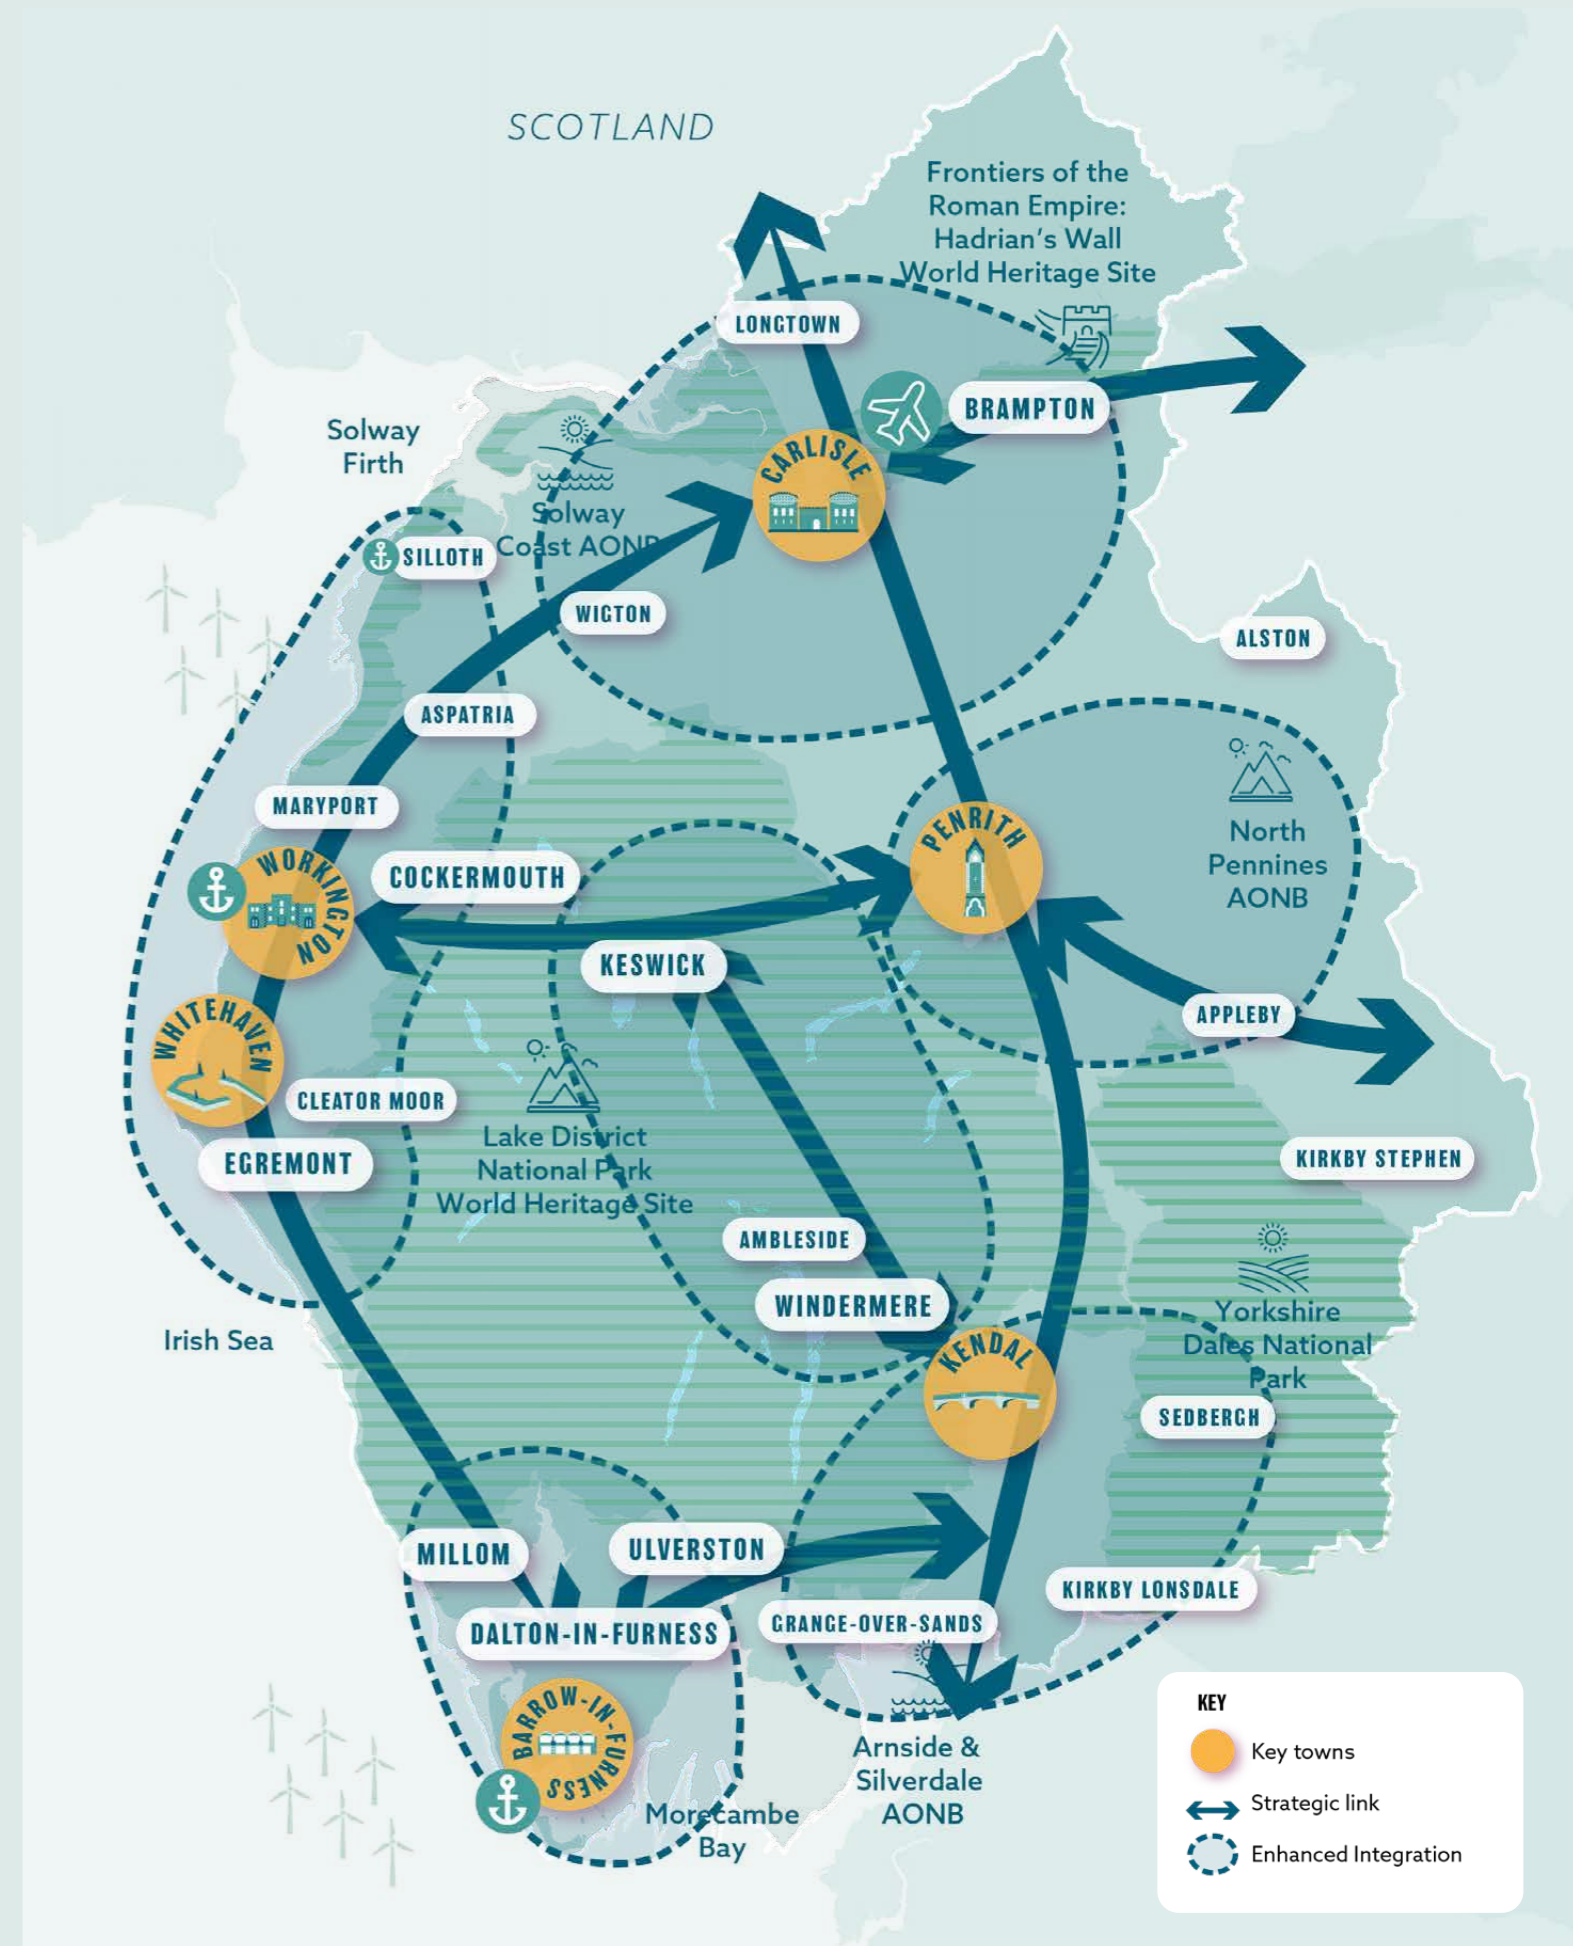 SCOTLAND
Frontiers of the
Roman Empire:
Hadrian's Wall
World Heritage Site
LONGTOWN
BRAMPTON
Solway
Firth
CARLISLE
Solway
Coast AONB
SILLOTH
WIGTON
ALSTON
ASPATRIA
MARYPORT
North
Pennines
AONB
PENRITH
WORKINGTON
COCKERMOUTH
KESWICK
APPLEBY
WHITEHAVEN
CLEATOR MOOR
EGREMONT
Lake District
National Park
World Heritage Site
KIRKBY STEPHEN
AMBLESIDE
WINDERMERE
Irish Sea
Yorkshire
Dales National
Park
KENDAL
SEDBERGH
MILLOM
ULVERSTON
KIRKBY LONSDALE
DALTON-IN-FURNESS
GRANGE-OVER-SANDS
BARROW-IN-FURNESS
Arnside &
Silverdale
AONB
Morecambe
Bay
KEY
Key towns
Strategic link
Enhanced Integration